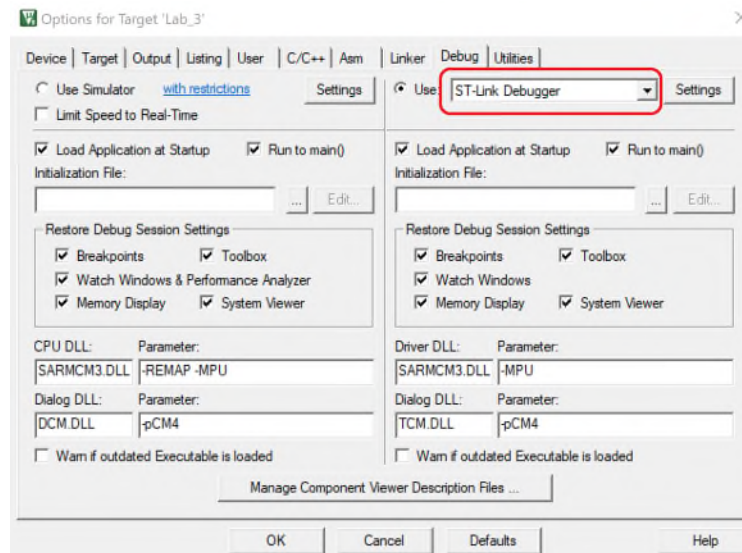 Options for Target 'Lab_3'
Device Target Output Listing User C/C++ Asm Linker Debug Utilities
Use Simulator with restrictions Settings
Use: ST-Link Debugger Settings
Limit Speed to Real-Time
Load Application at Startup Run to main()
Initialization File:
... Edit...
Restore Debug Session Settings
Breakpoints Toolbox
Watch Windows & Performance Analyzer
Memory Display System Viewer
CPU DLL: Parameter:
SARMCM3.DLL -REMAP -MPU
Dialog DLL: Parameter:
DCM.DLL -pCM4
Warn if outdated Executable is loaded
Load Application at Startup Run to main()
Initialization File:
... Edit...
Restore Debug Session Settings
Breakpoints Toolbox
Watch Windows
Memory Display System Viewer
Driver DLL: Parameter:
SARMCM3.DLL -MPU
Dialog DLL: Parameter:
TCM.DLL -pCM4
Warn if outdated Executable is loaded
Manage Component Viewer Description Files ...
OK Cancel Defaults Help